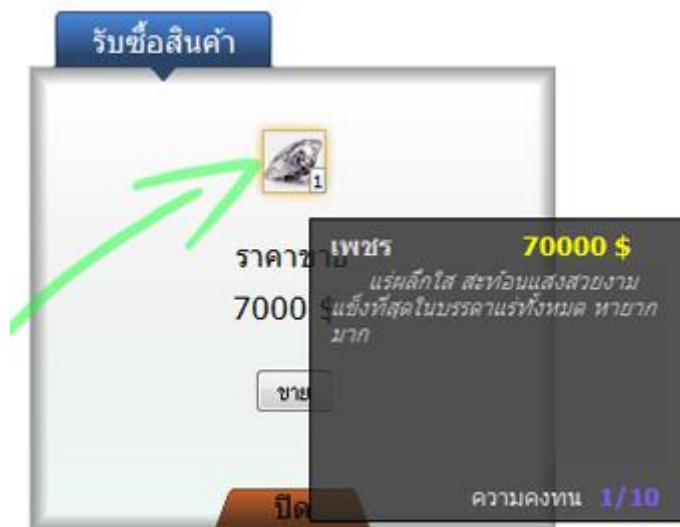 รับซื้อสินค้า
1
ราคาขาย
7000 $
เพชร 70000 $
แร่ผลึกใส สะท้อนแสงสวยงาม
แข็งที่สุดในบรรดาแร่ทั้งหมด หายาก
มาก
ขาย
ปิด
ความคงทน 1/10